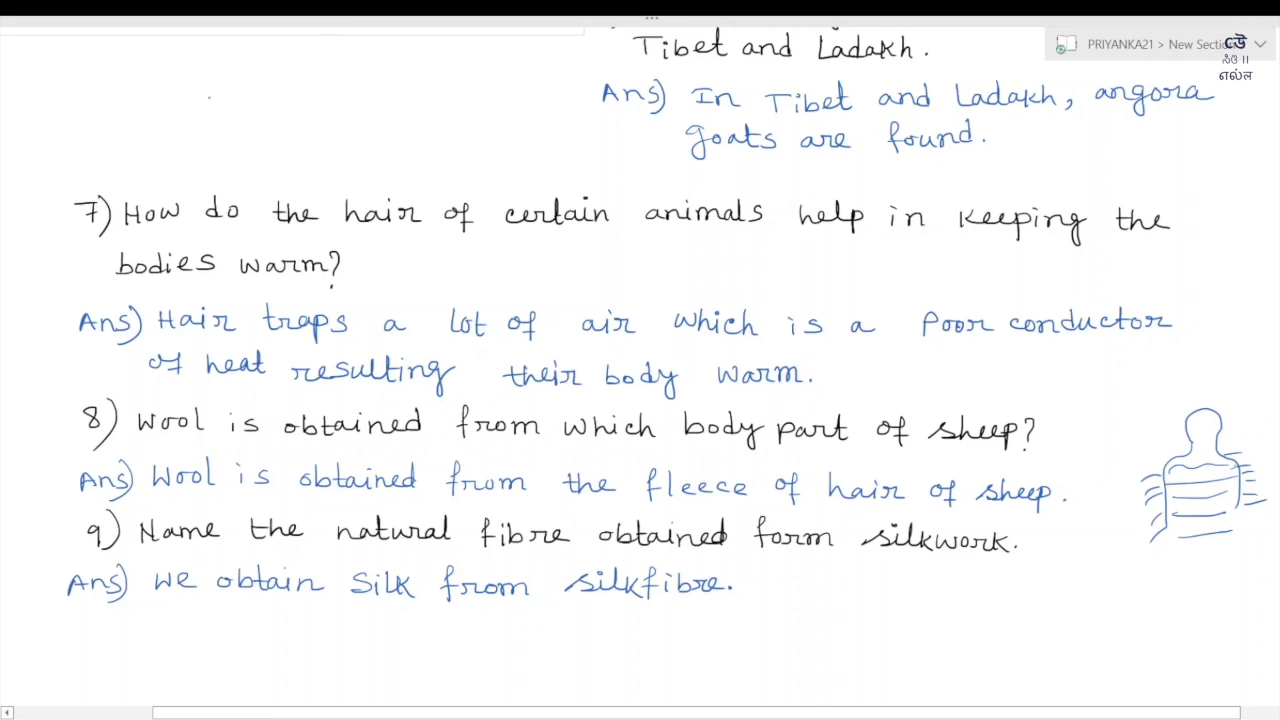 Tibet and Ladakh.
PRIYANKA21 > New Section
Ans) In Tibet and Ladakh, angora
goats are found.
7) How do the hair of certain animals help in keeping the
bodies warm?
Ans) Hair traps a lot of air which is a poor conductor
of heat resulting their body warm.
8) Wool is obtained from which body part of sheep?
Ans) Wool is obtained from the fleece of hair of sheep.
9) Name the natural fibre obtained form silkwork.
Ans) We obtain silk from silkfibre.